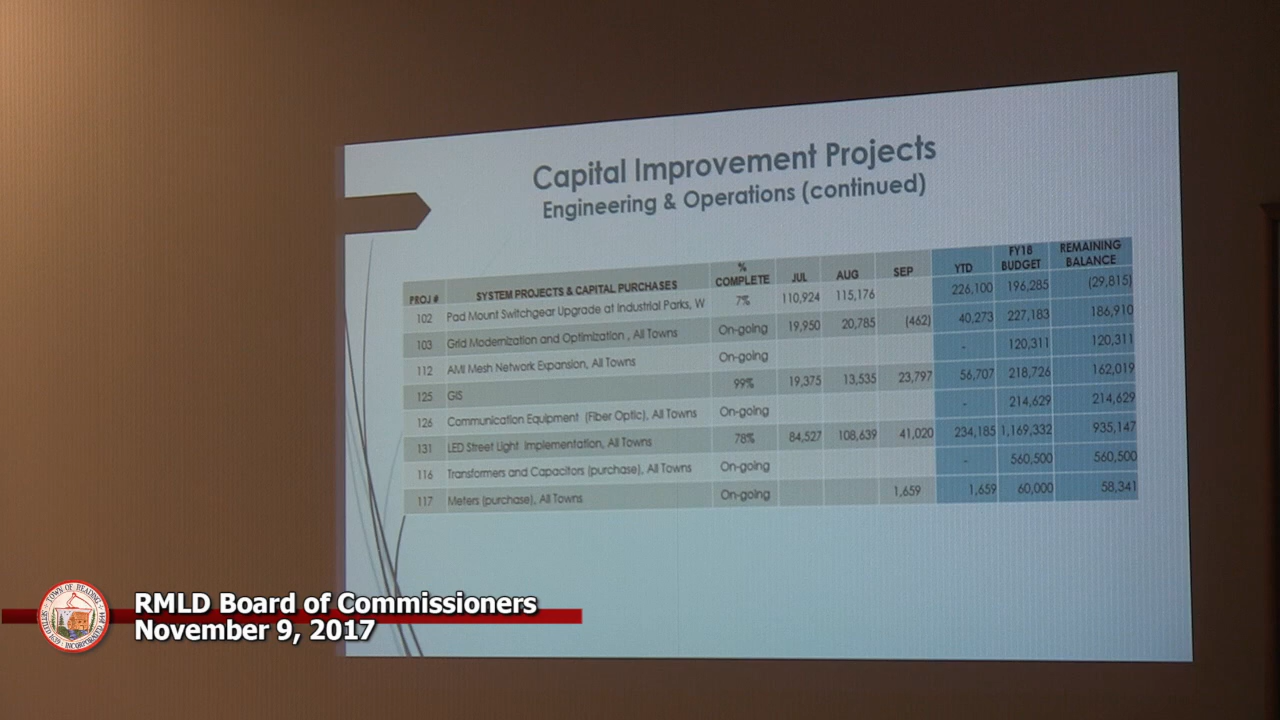 Capital Improvement Projects
Engineering & Operations (continued)
PROJ # SYSTEM PROJECTS & CAPITAL PURCHASES % COMPLETE JUL AUG SEP YTD FY18 BUDGET REMAINING BALANCE
102 Pad Mount Switchgear Upgrade at Industrial Parks, W 7% 110,924 115,176 226,100 196,285 (29,815)
103 Grid Modernization and Optimization , All Towns On-going 19,950 20,785 (462) 40,273 227,183 186,910
112 AMI Mesh Network Expansion, All Towns On-going - 120,311 120,311
125 GIS 99% 19,375 13,535 23,797 56,707 218,726 162,019
126 Communication Equipment (Fiber Optic), All Towns On-going - 214,629 214,629
131 LED Street Light Implementation, All Towns 78% 84,527 108,639 41,020 234,185 1,169,332 935,147
116 Transformers and Capacitors (purchase), All Towns On-going - 560,500 560,500
117 Meters (purchase), All Towns On-going 1,659 1,659 60,000 58,341
TOWN OF READING
INCORPORATED 1644
RMLD Board of Commissioners
November 9, 2017